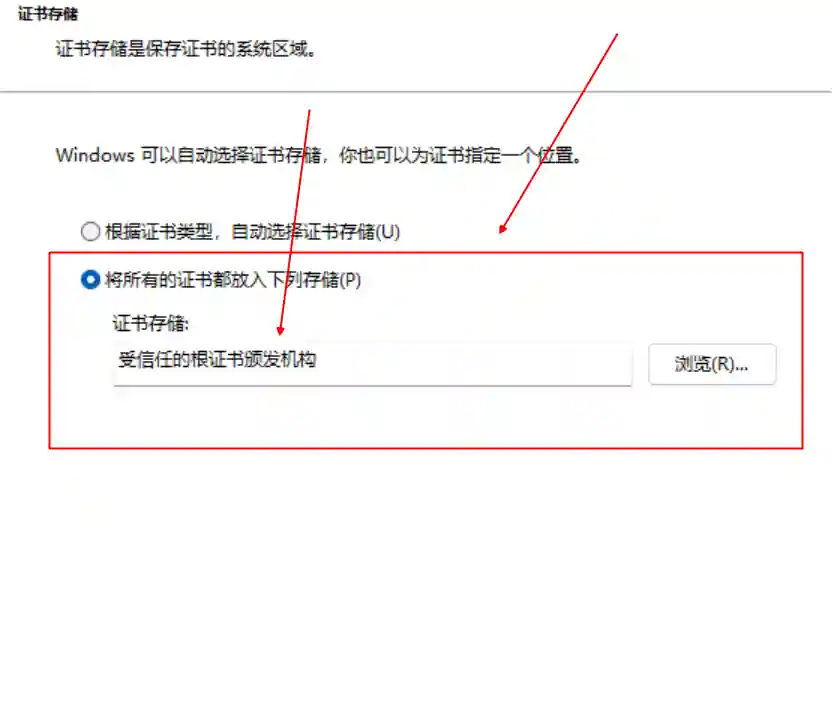 证书存储
证书存储是保存证书的系统区域。
Windows 可以自动选择证书存储，你也可以为证书指定一个位置。
根据证书类型，自动选择证书存储(U)
将所有的证书都放入下列存储(P)
证书存储:
受信任的根证书颁发机构
浏览(R)...